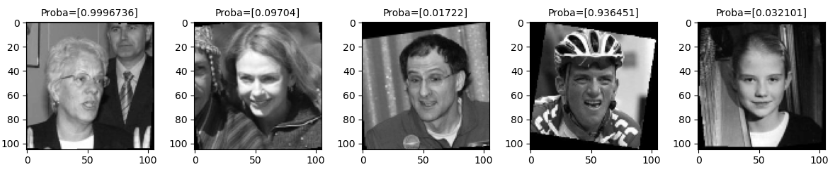 Proba=[0.9996736] Proba=[0.09704] Proba=[0.01722] Proba=[0.936451] Proba=[0.032101]
0 0 0 0 0
20 20 20 20 20
40 40 40 40 40
60 60 60 60 60
80 80 80 80 80
100 100 100 100 100
0 50 100 0 50 100 0 50 100 0 50 100 0 50 100